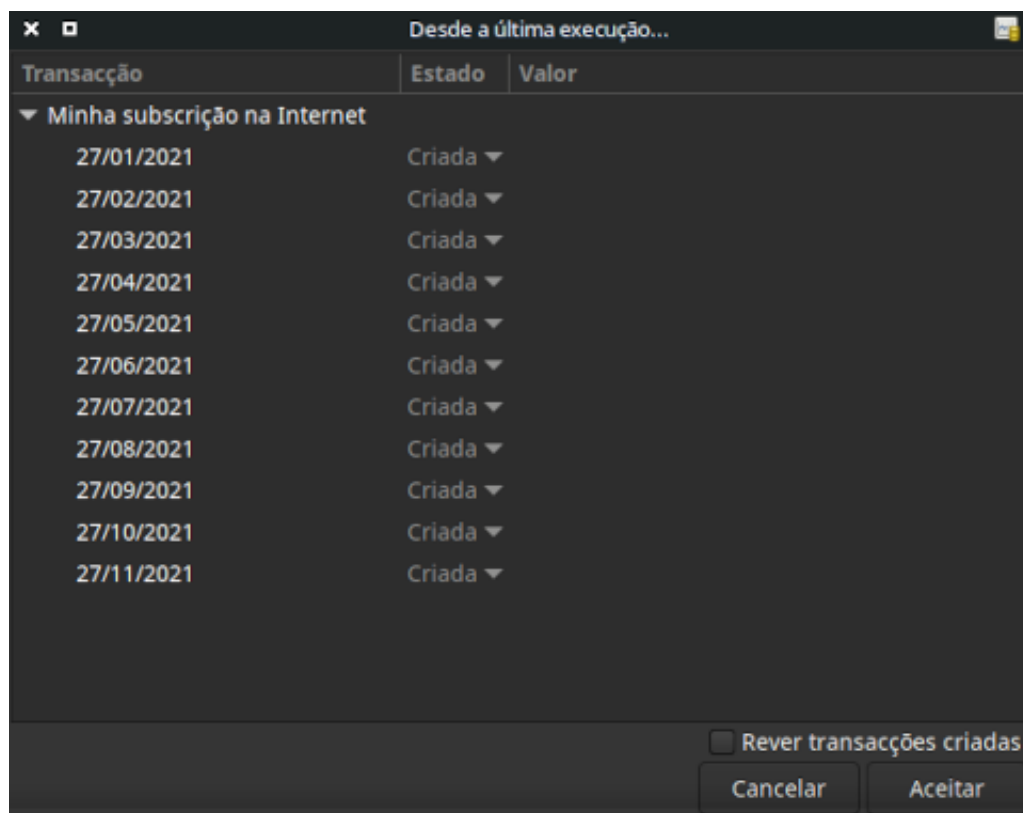 Desde a última execução...
Transacção Estado Valor
Minha subscrição na Internet
27/01/2021 Criada
27/02/2021 Criada
27/03/2021 Criada
27/04/2021 Criada
27/05/2021 Criada
27/06/2021 Criada
27/07/2021 Criada
27/08/2021 Criada
27/09/2021 Criada
27/10/2021 Criada
27/11/2021 Criada
Rever transacções criadas
Cancelar Aceitar